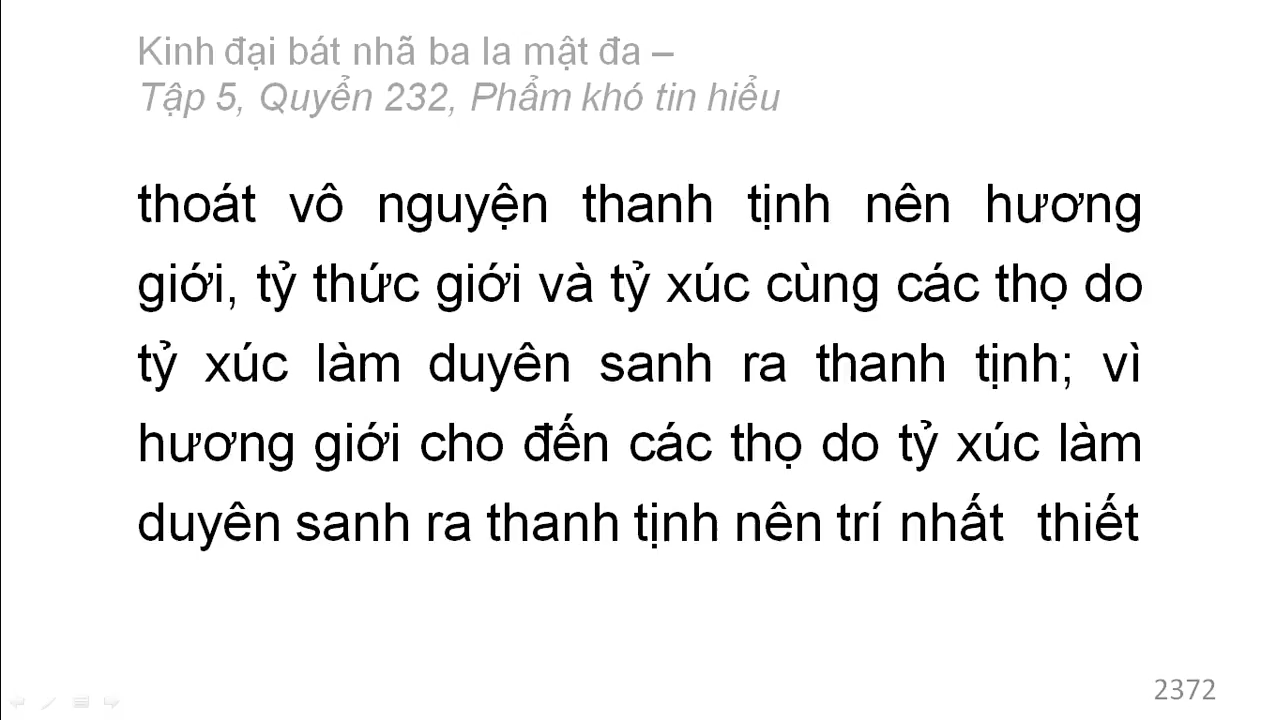 Kinh đại bát nhã ba la mật đa –
Tập 5, Quyển 232, Phẩm khó tin hiểu
thoát vô nguyện thanh tịnh nên hương
giới, tỷ thức giới và tỷ xúc cùng các thọ do
tỷ xúc làm duyên sanh ra thanh tịnh; vì
hương giới cho đến các thọ do tỷ xúc làm
duyên sanh ra thanh tịnh nên trí nhất thiết
2372